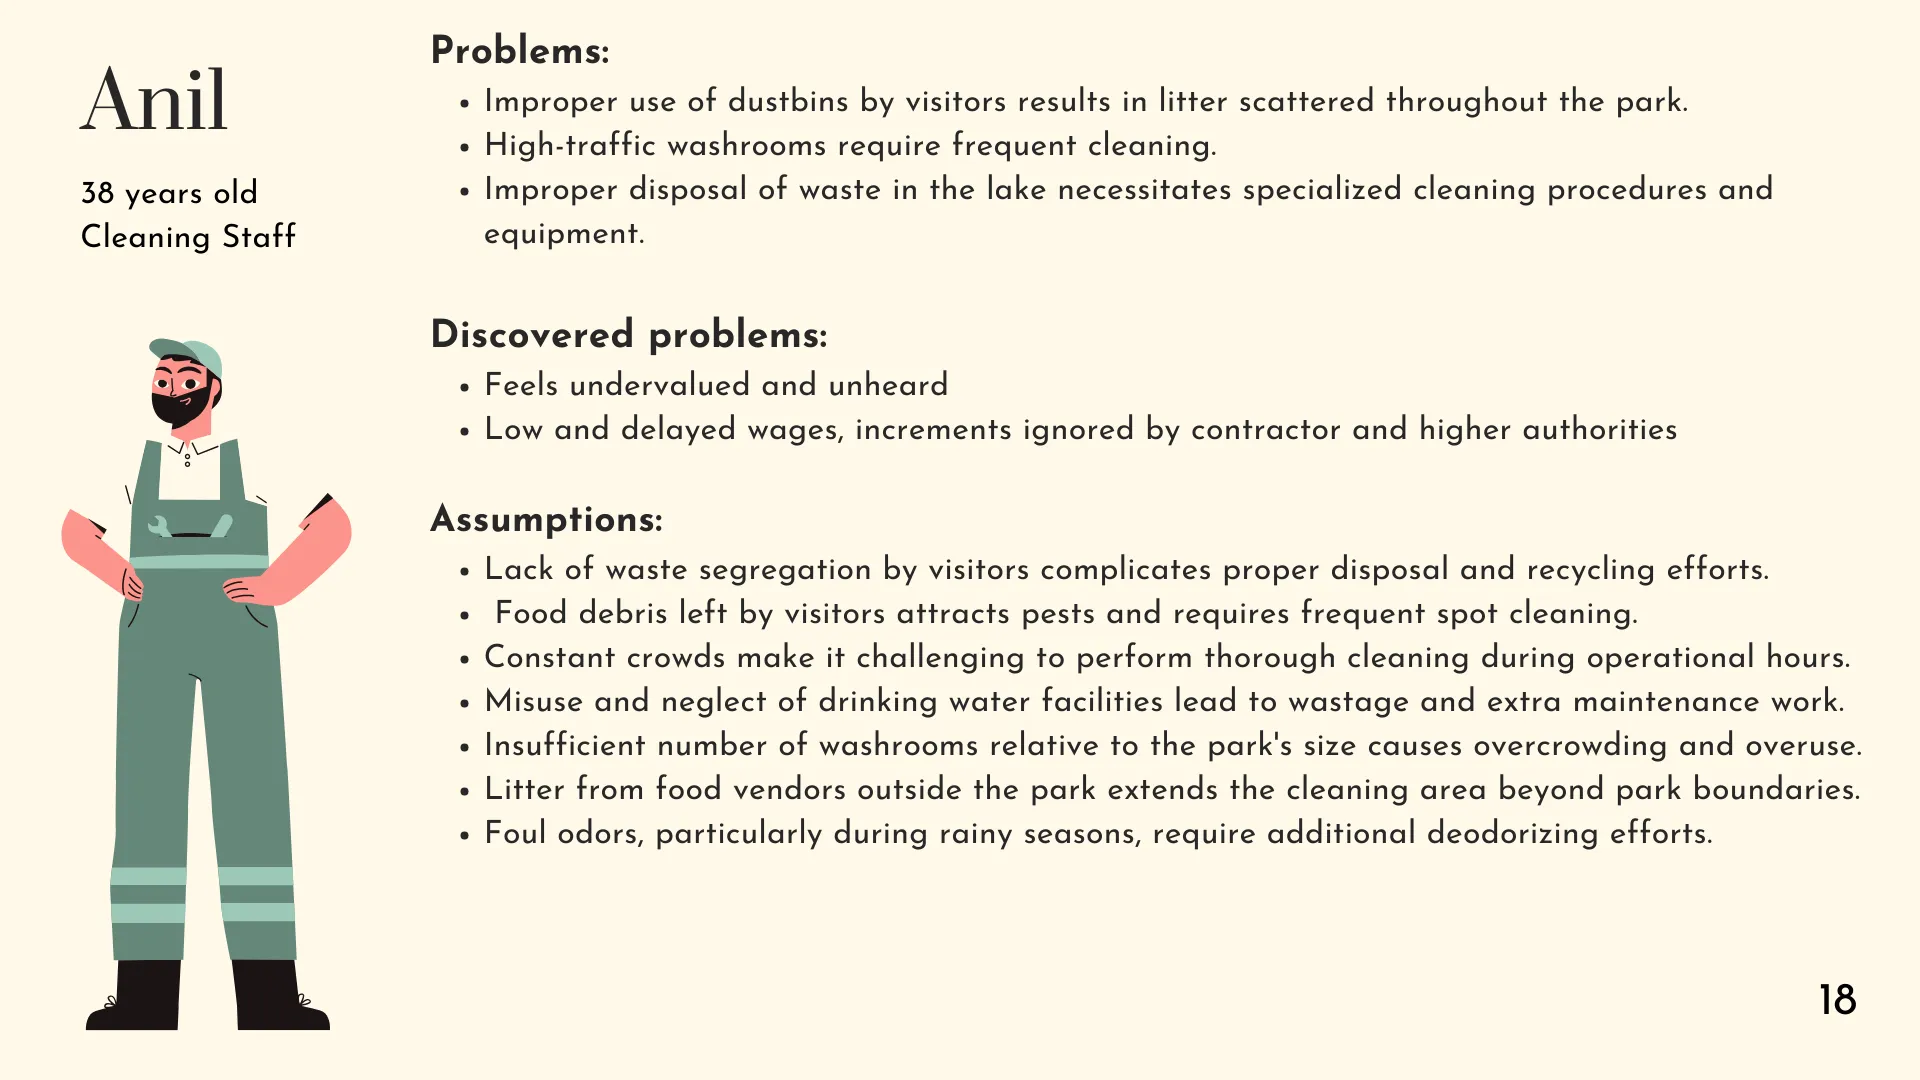 Anil
38 years old
Cleaning Staff
Problems:
• Improper use of dustbins by visitors results in litter scattered throughout the park.
• High-traffic washrooms require frequent cleaning.
• Improper disposal of waste in the lake necessitates specialized cleaning procedures and
equipment.
Discovered problems:
• Feels undervalued and unheard
• Low and delayed wages, increments ignored by contractor and higher authorities
Assumptions:
• Lack of waste segregation by visitors complicates proper disposal and recycling efforts.
• Food debris left by visitors attracts pests and requires frequent spot cleaning.
• Constant crowds make it challenging to perform thorough cleaning during operational hours.
• Misuse and neglect of drinking water facilities lead to wastage and extra maintenance work.
• Insufficient number of washrooms relative to the park's size causes overcrowding and overuse.
• Litter from food vendors outside the park extends the cleaning area beyond park boundaries.
• Foul odors, particularly during rainy seasons, require additional deodorizing efforts.
18